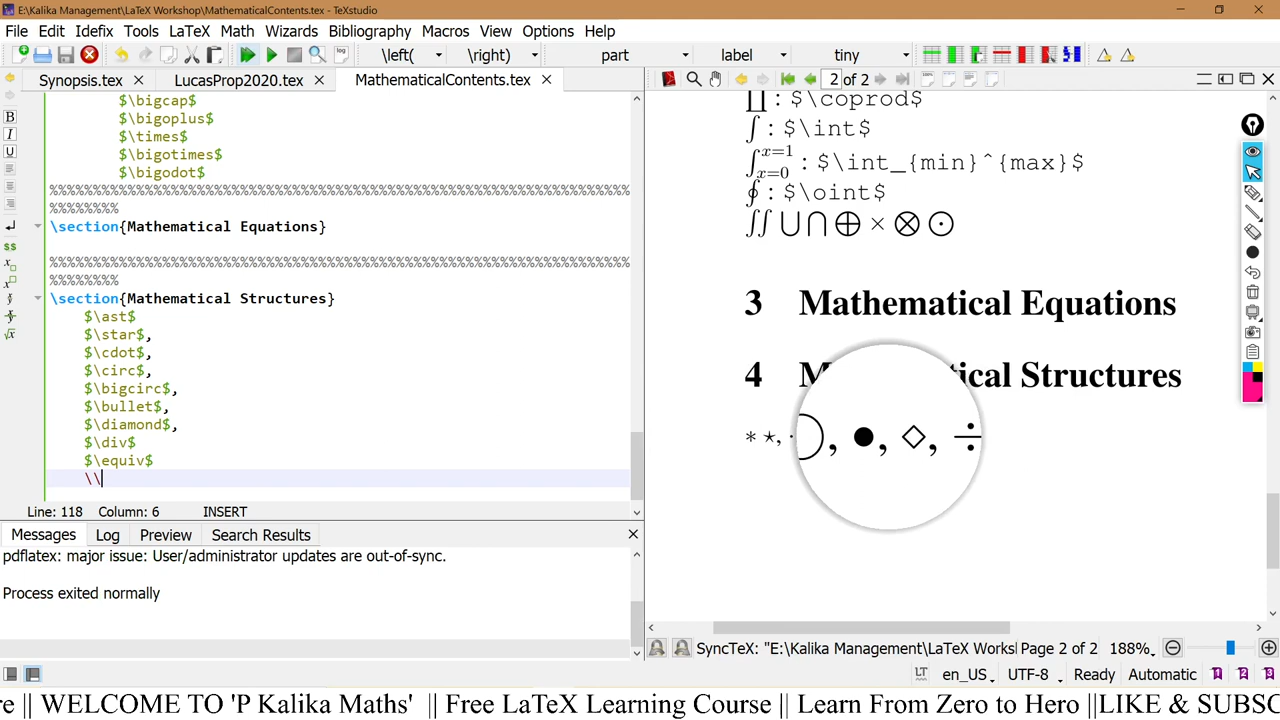 E:\Kalika Management\LaTeX Workshop\MathematicalContents.tex - TeXstudio
File Edit Idefix Tools LaTeX Math Wizards Bibliography Macros View Options Help
\left( \right) part label tiny
Synopsis.tex LucasProp2020.tex MathematicalContents.tex
2 of 2
$\bigcap$
$\bigoplus$
$\times$
$\bigotimes$
$\bigodot$
%%%%%%%%%%%%%%%%%%%%%%%%%%%%%%%%%%%%%%%%%%%%%%%%%%%%%%%%%%%%%%%%%%%%
%%%%%%%%
\section{Mathematical Equations}
%%%%%%%%%%%%%%%%%%%%%%%%%%%%%%%%%%%%%%%%%%%%%%%%%%%%%%%%%%%%%%%%%%%%
%%%%%%%%
\section{Mathematical Structures}
$\ast$
$\star$,
$\cdot$,
$\circ$,
$\bigcirc$,
$\bullet$,
$\diamond$,
$\div$
$\equiv$
\\
Line: 118 Column: 6 INSERT
Messages Log Preview Search Results
pdflatex: major issue: User/administrator updates are out-of-sync.
Process exited normally
∐ : $\coprod$
∫ : $\int$
∫_{x=0}^{x=1} : $\int_{min}^{max}$
∮ : $\oint$
∬ ⋃ ⋂ ⊕ × ⊗ ⊙
3 Mathematical Equations
4 M ical Structures
∗ ⋆, · ◯, •, ⋄, ÷
SyncTeX: "E:\Kalika Management\LaTeX Worksl Page 2 of 2 188%
en_US UTF-8 Ready Automatic
re || WELCOME TO 'P Kalika Maths' || Free LaTeX Learning Course || Learn From Zero to Hero ||LIKE & SUBSC